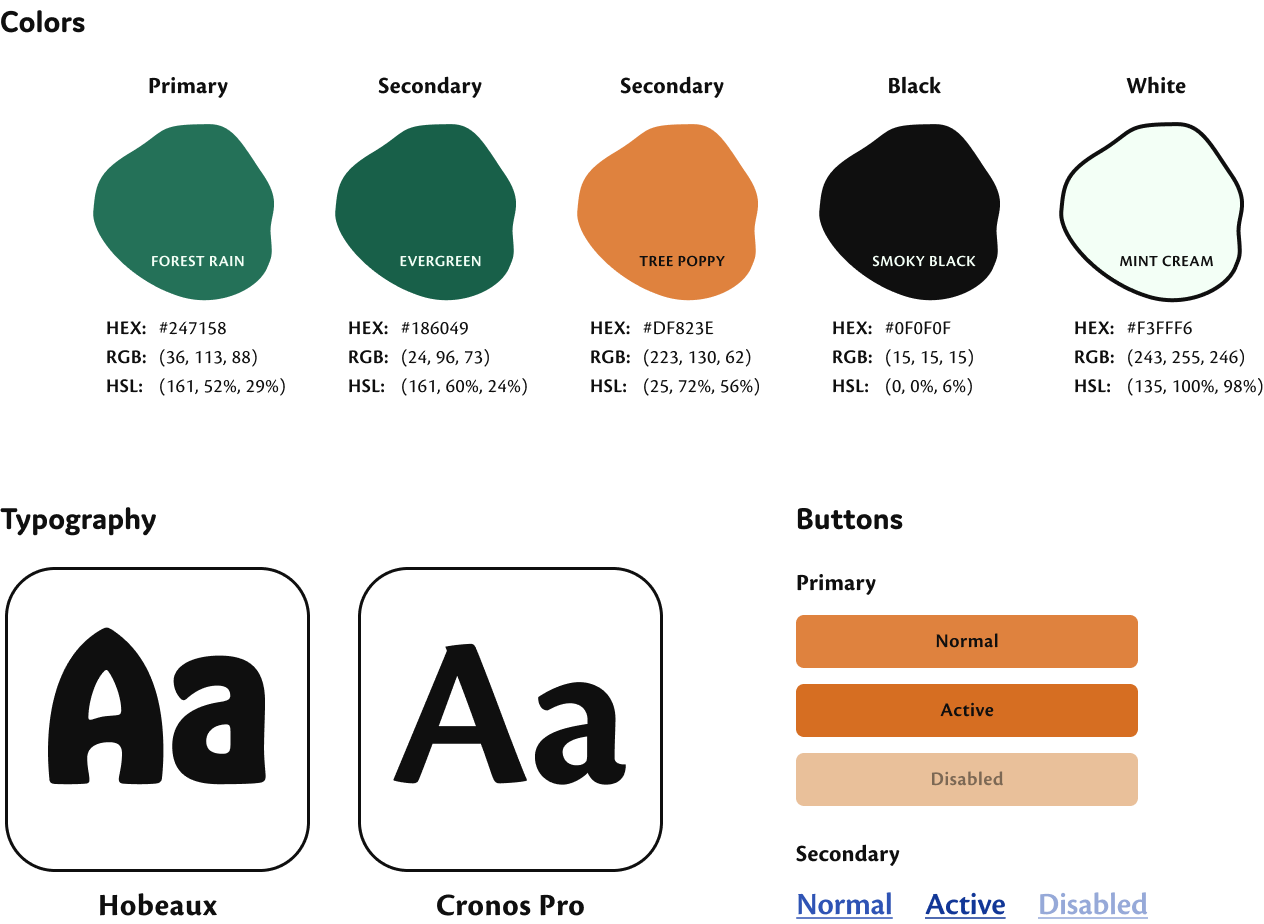 Colors
Primary
Secondary
Secondary
Black
White
FOREST RAIN
EVERGREEN
TREE POPPY
SMOKY BLACK
MINT CREAM
HEX: #247158
RGB: (36, 113, 88)
HSL: (161, 52%, 29%)
HEX: #186049
RGB: (24, 96, 73)
HSL: (161, 60%, 24%)
HEX: #DF823E
RGB: (223, 130, 62)
HSL: (25, 72%, 56%)
HEX: #0F0F0F
RGB: (15, 15, 15)
HSL: (0, 0%, 6%)
HEX: #F3FFF6
RGB: (243, 255, 246)
HSL: (135, 100%, 98%)
Typography
Aa
Hobeaux
Aa
Cronos Pro
Buttons
Primary
Normal
Active
Disabled
Secondary
Normal Active Disabled